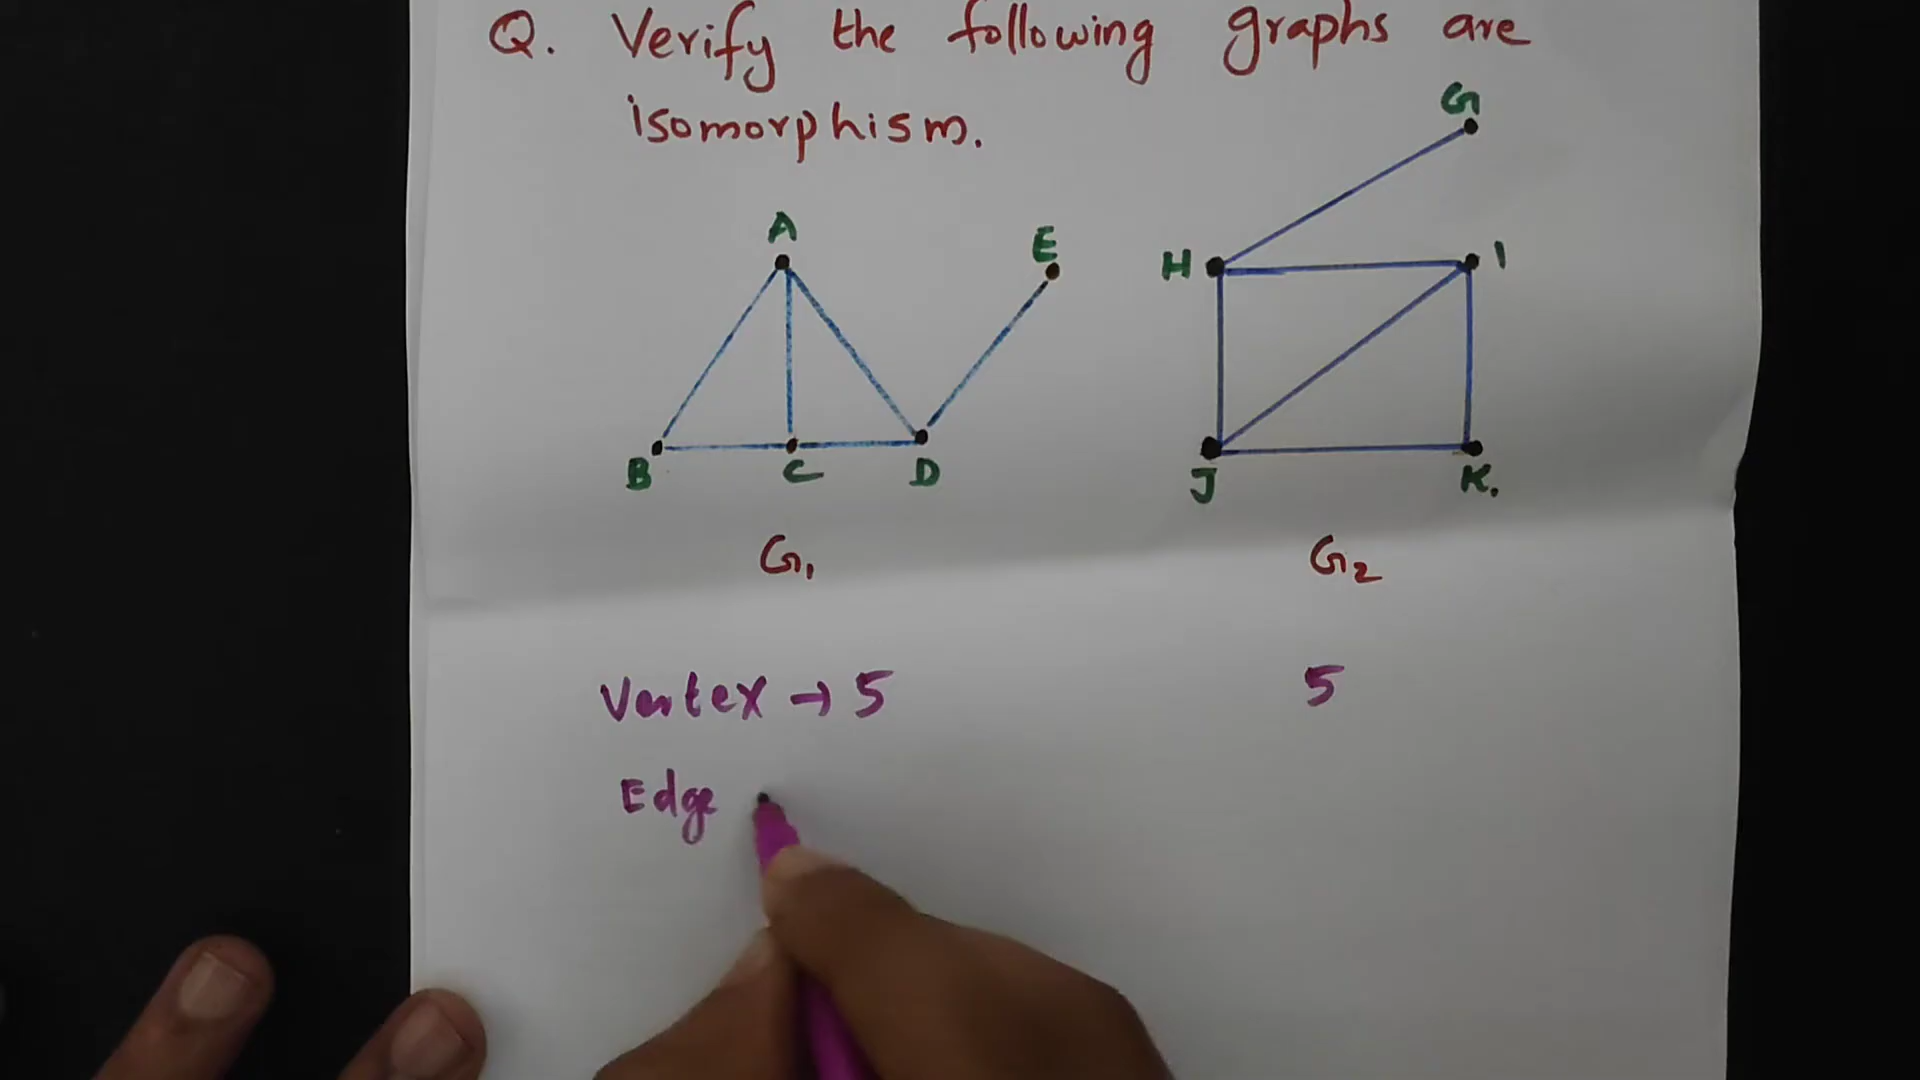 Q. Verify the following graphs are
isomorphism.
G
A
E
H
I
B
C
D
J
K.
G₁
G₂
Vertex → 5
5
Edge